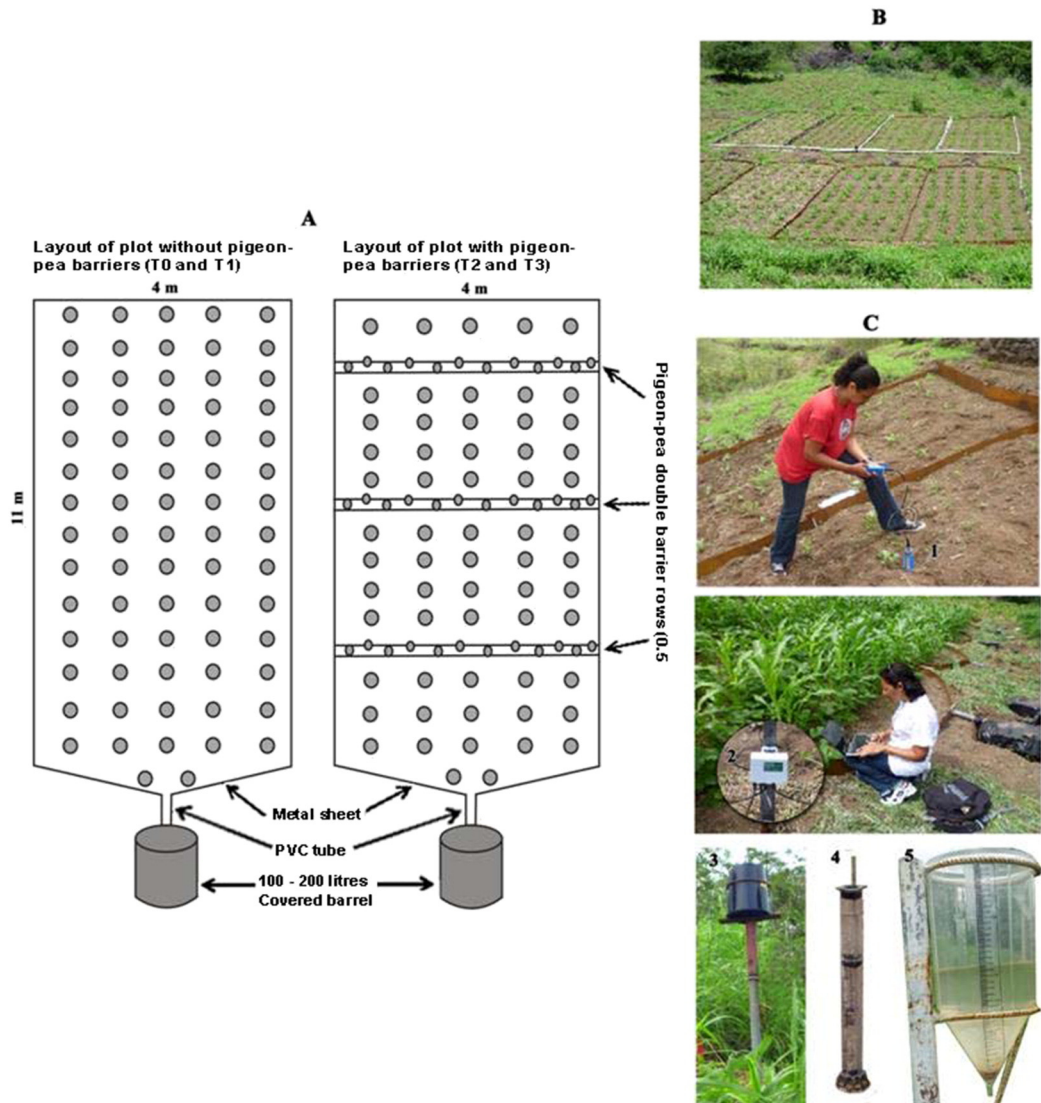 A
Layout of plot without pigeon-
pea barriers (T0 and T1)
4 m
11 m
Layout of plot with pigeon-
pea barriers (T2 and T3)
4 m
Pigeon-pea double barrier rows (0.5
Metal sheet
PVC tube
100 - 200 litres
Covered barrel
B
C
1
2
3
4
5